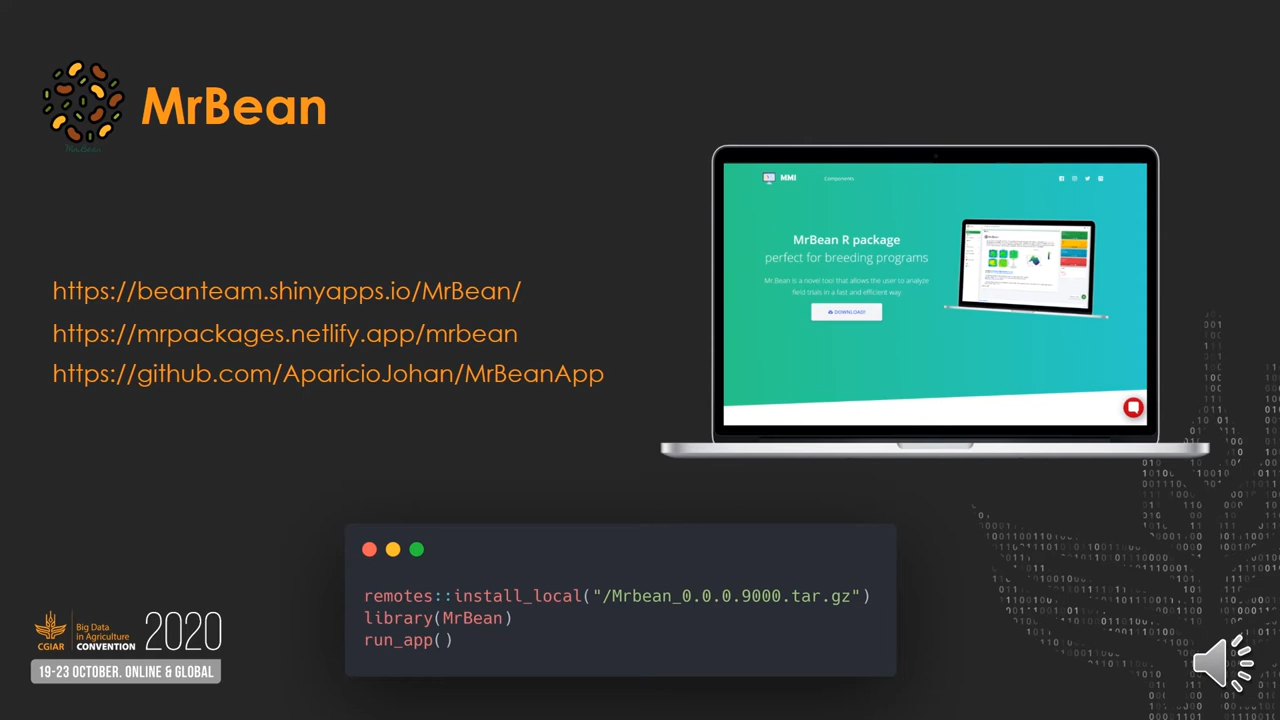 MrBean
MrBean
MMI
Components
MrBean R package
perfect for breeding programs
Mr Bean is a novel tool that allows the user to analyze
field trials in a fast and efficient way
DOWNLOAD!
https://beanteam.shinyapps.io/MrBean/
https://mrpackages.netlify.app/mrbean
https://github.com/AparicioJohan/MrBeanApp
remotes::install_local("/Mrbean_0.0.0.9000.tar.gz")
library(MrBean)
run_app()
CGIAR
Big Data
in Agriculture
CONVENTION
2020
19-23 OCTOBER. ONLINE & GLOBAL